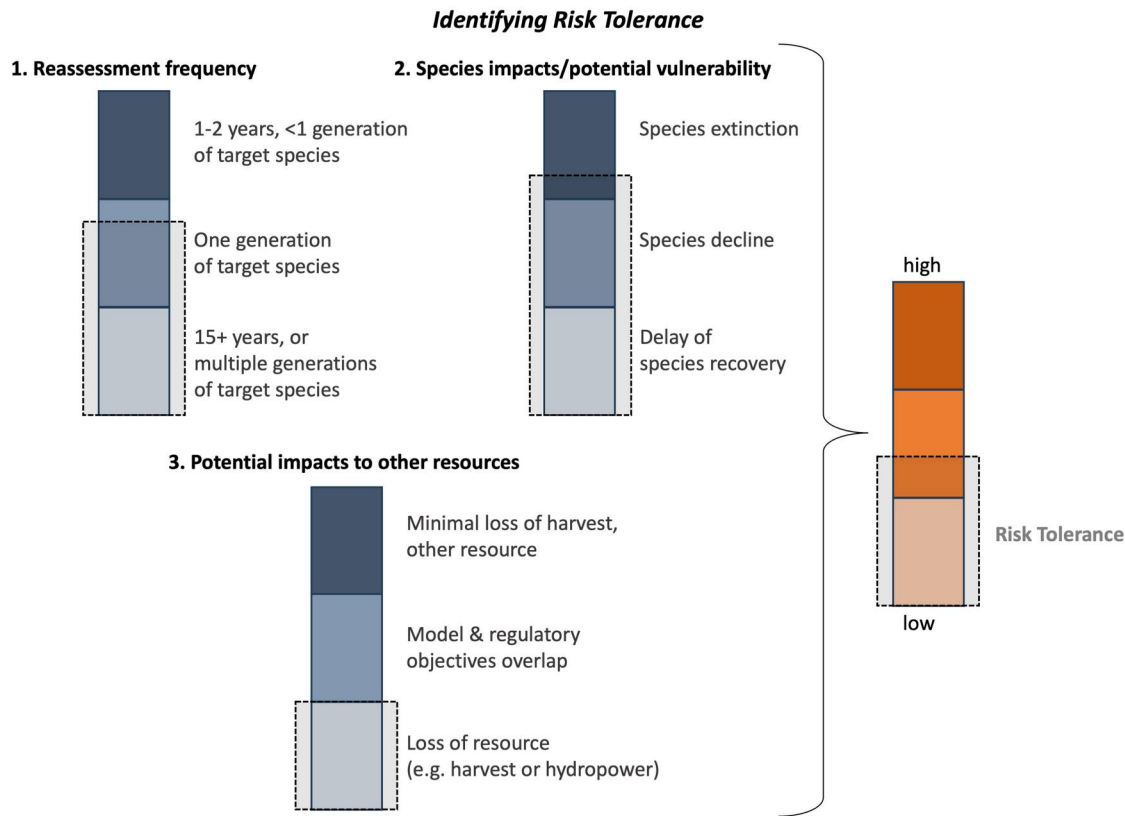 Identifying Risk Tolerance
1. Reassessment frequency
1-2 years, <1 generation
of target species
One generation
of target species
15+ years, or
multiple generations
of target species
2. Species impacts/potential vulnerability
Species extinction
Species decline
Delay of
species recovery
3. Potential impacts to other resources
Minimal loss of harvest,
other resource
Model & regulatory
objectives overlap
Loss of resource
(e.g. harvest or hydropower)
high
Risk Tolerance
low